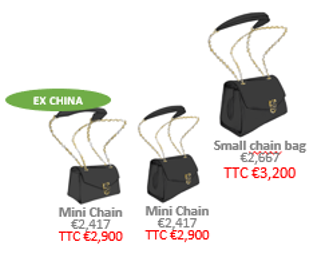 EX CHINA
Small chain bag
€2,667
TTC €3,200
Mini Chain
€2,417
TTC €2,900
Mini Chain
€2,417
TTC €2,900